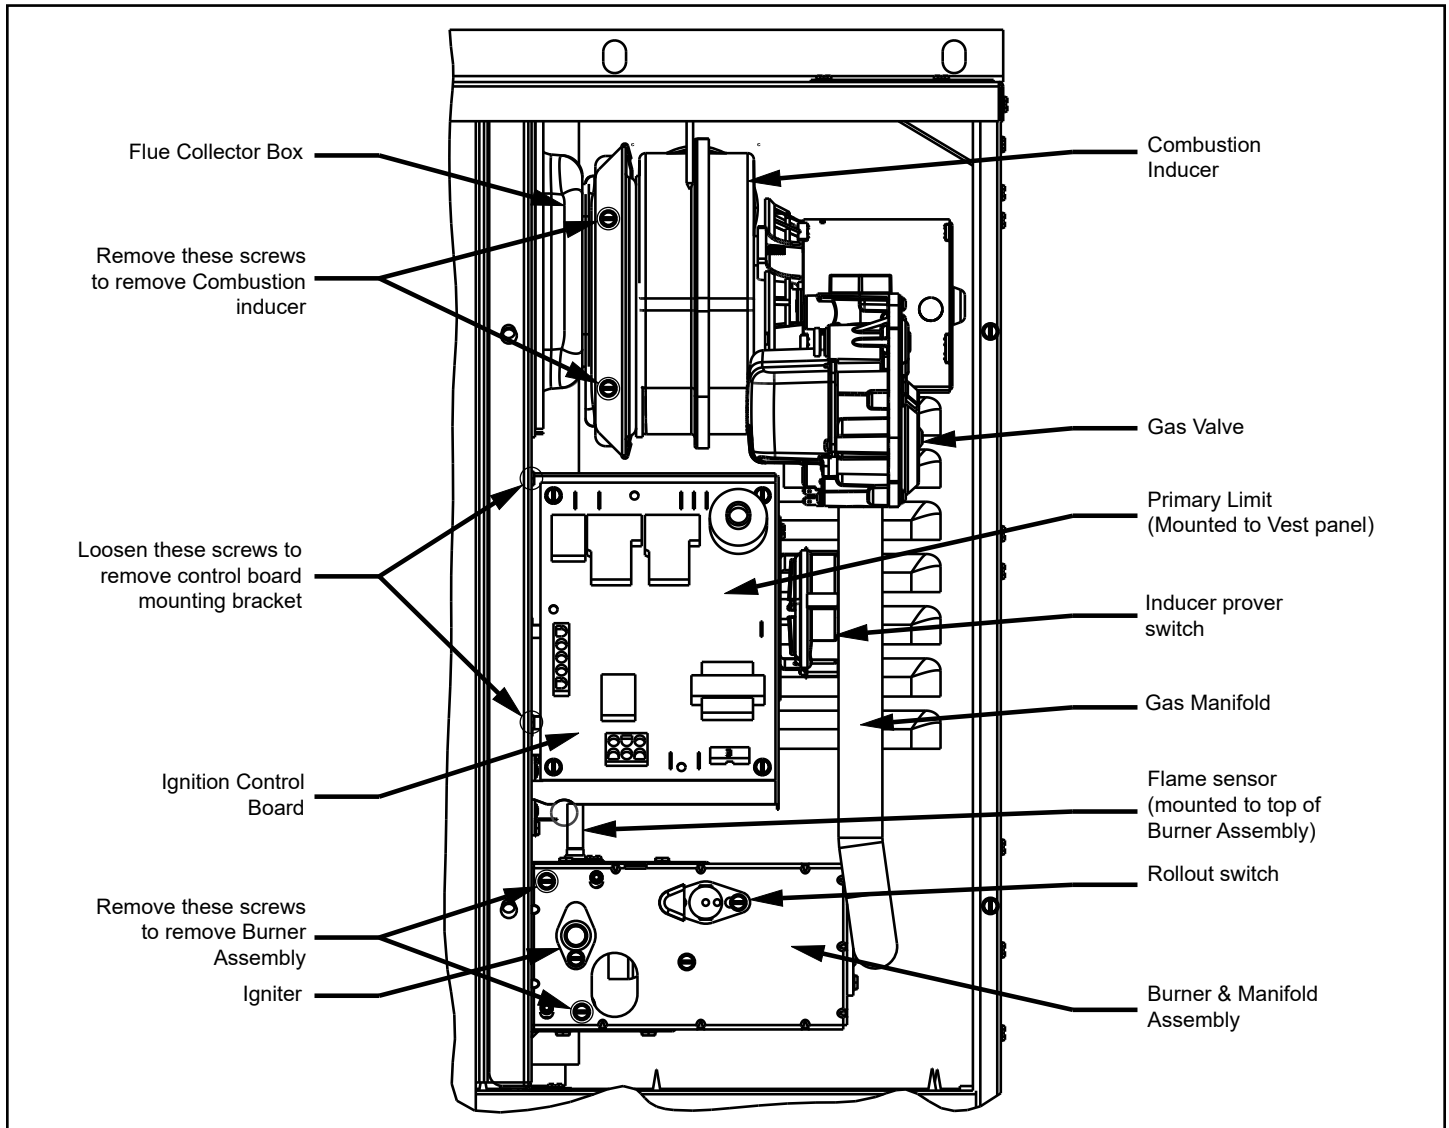 Flue Collector Box
Remove these screws
to remove Combustion
inducer
Loosen these screws to
remove control board
mounting bracket
Ignition Control
Board
Remove these screws
to remove Burner
Assembly
Igniter
Combustion
Inducer
Gas Valve
Primary Limit
(Mounted to Vest panel)
Inducer prover
switch
Gas Manifold
Flame sensor
(mounted to top of
Burner Assembly)
Rollout switch
Burner & Manifold
Assembly